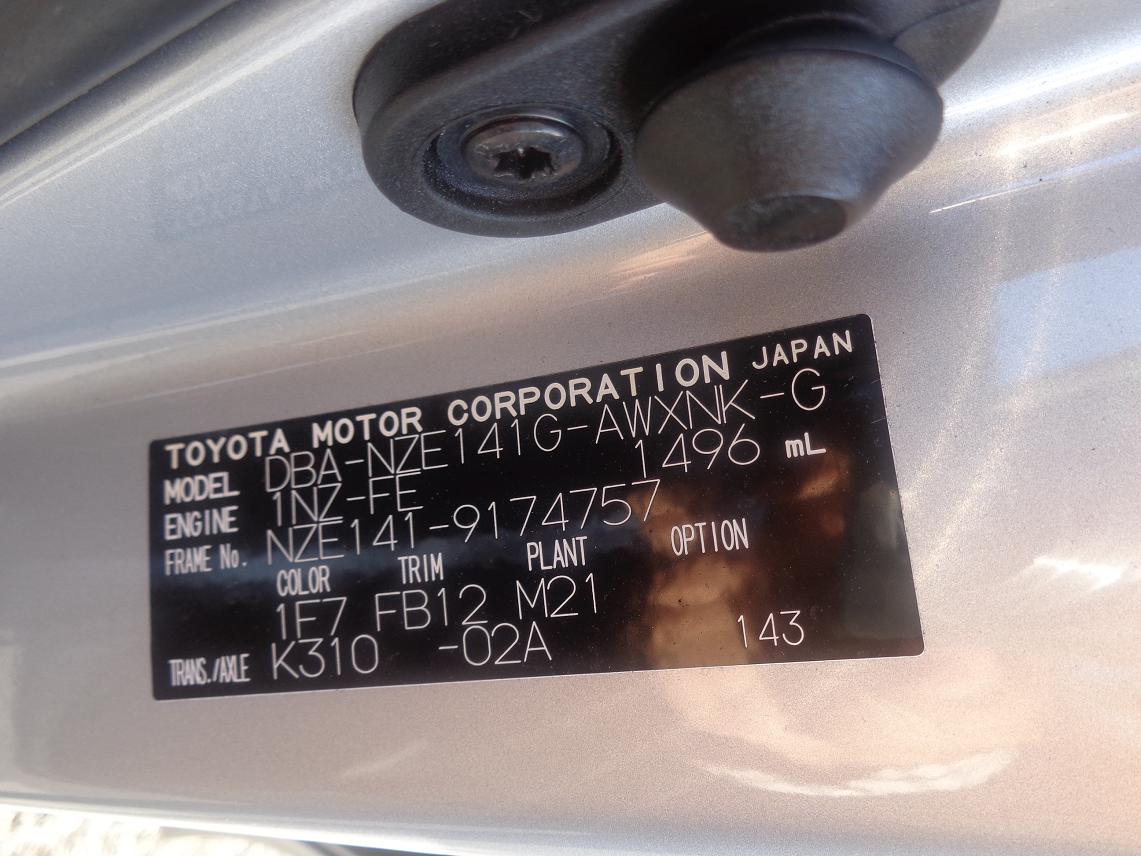 TOYOTA MOTOR CORPORATION JAPAN
MODEL DBA-NZE141G-AWXNK-G
ENGINE 1NZ-FE 1496 mL
FRAME No. NZE141-9174757
COLOR TRIM PLANT OPTION
1F7 FB12 M21
TRANS./AXLE K310 -02A 143